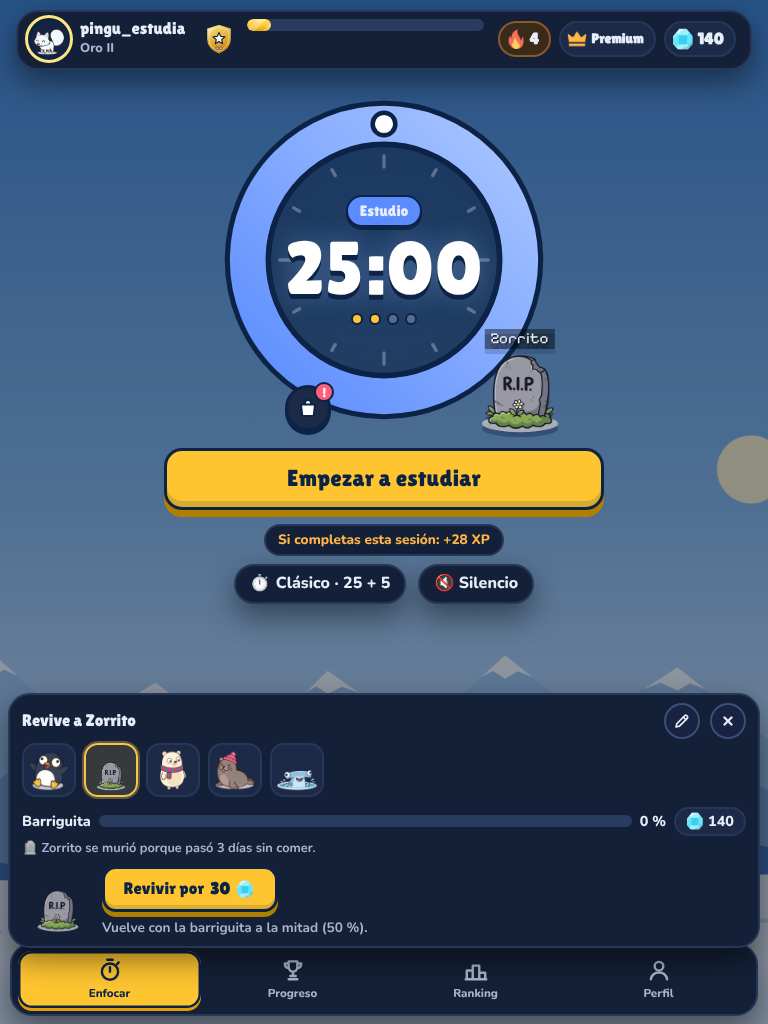 pingu_estudia
Oro II
4
Premium
140
Estudio
25:00
Zorrito
R.I.P.
!
Empezar a estudiar
Si completas esta sesión: +28 XP
Clásico · 25 + 5
Silencio
Revive a Zorrito
R.I.P
Barriguita
0 %
140
Zorrito se murió porque pasó 3 días sin comer.
R.I.P
Revivir por 30
Vuelve con la barriguita a la mitad (50 %).
Enfocar
Progreso
Ranking
Perfil